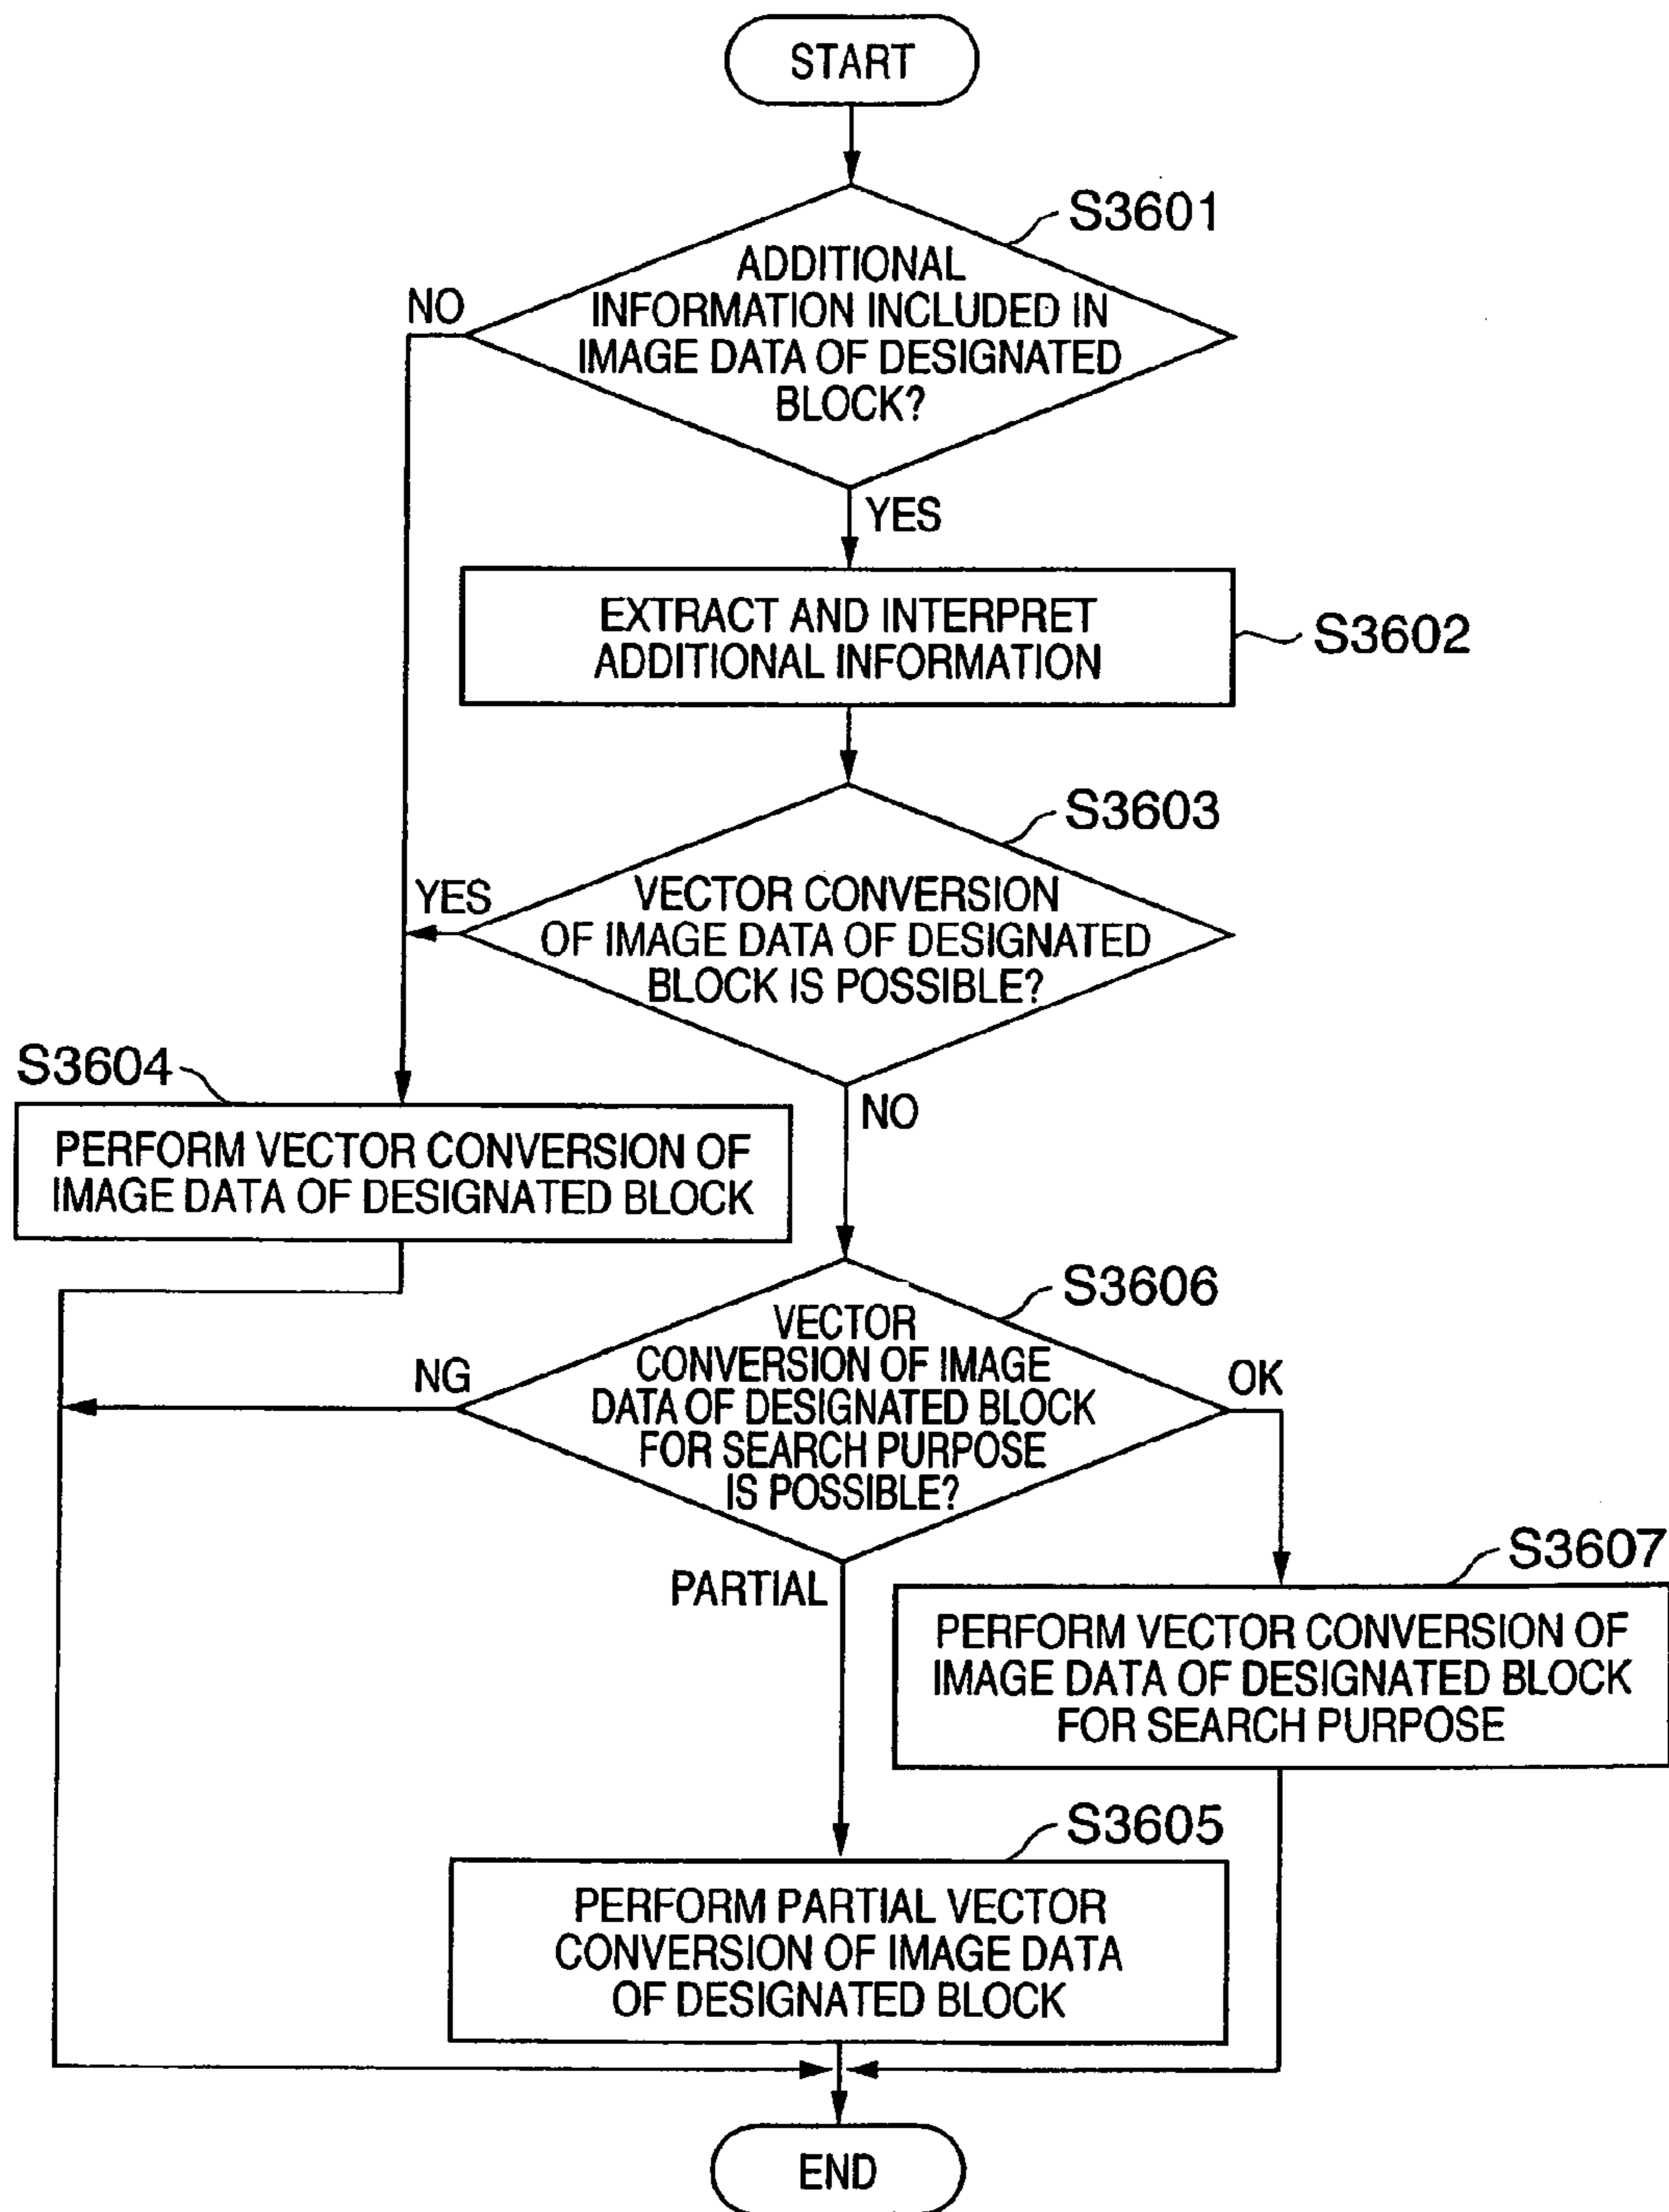 START
S3601
ADDITIONAL
INFORMATION INCLUDED IN
IMAGE DATA OF DESIGNATED
BLOCK?
NO
YES
EXTRACT AND INTERPRET
ADDITIONAL INFORMATION
S3602
S3603
VECTOR CONVERSION
OF IMAGE DATA OF DESIGNATED
BLOCK IS POSSIBLE?
YES
NO
S3604
PERFORM VECTOR CONVERSION OF
IMAGE DATA OF DESIGNATED BLOCK
S3606
VECTOR
CONVERSION OF IMAGE
DATA OF DESIGNATED BLOCK
FOR SEARCH PURPOSE
IS POSSIBLE?
NG
OK
PARTIAL
S3607
PERFORM VECTOR CONVERSION OF
IMAGE DATA OF DESIGNATED BLOCK
FOR SEARCH PURPOSE
S3605
PERFORM PARTIAL VECTOR
CONVERSION OF IMAGE DATA
OF DESIGNATED BLOCK
END